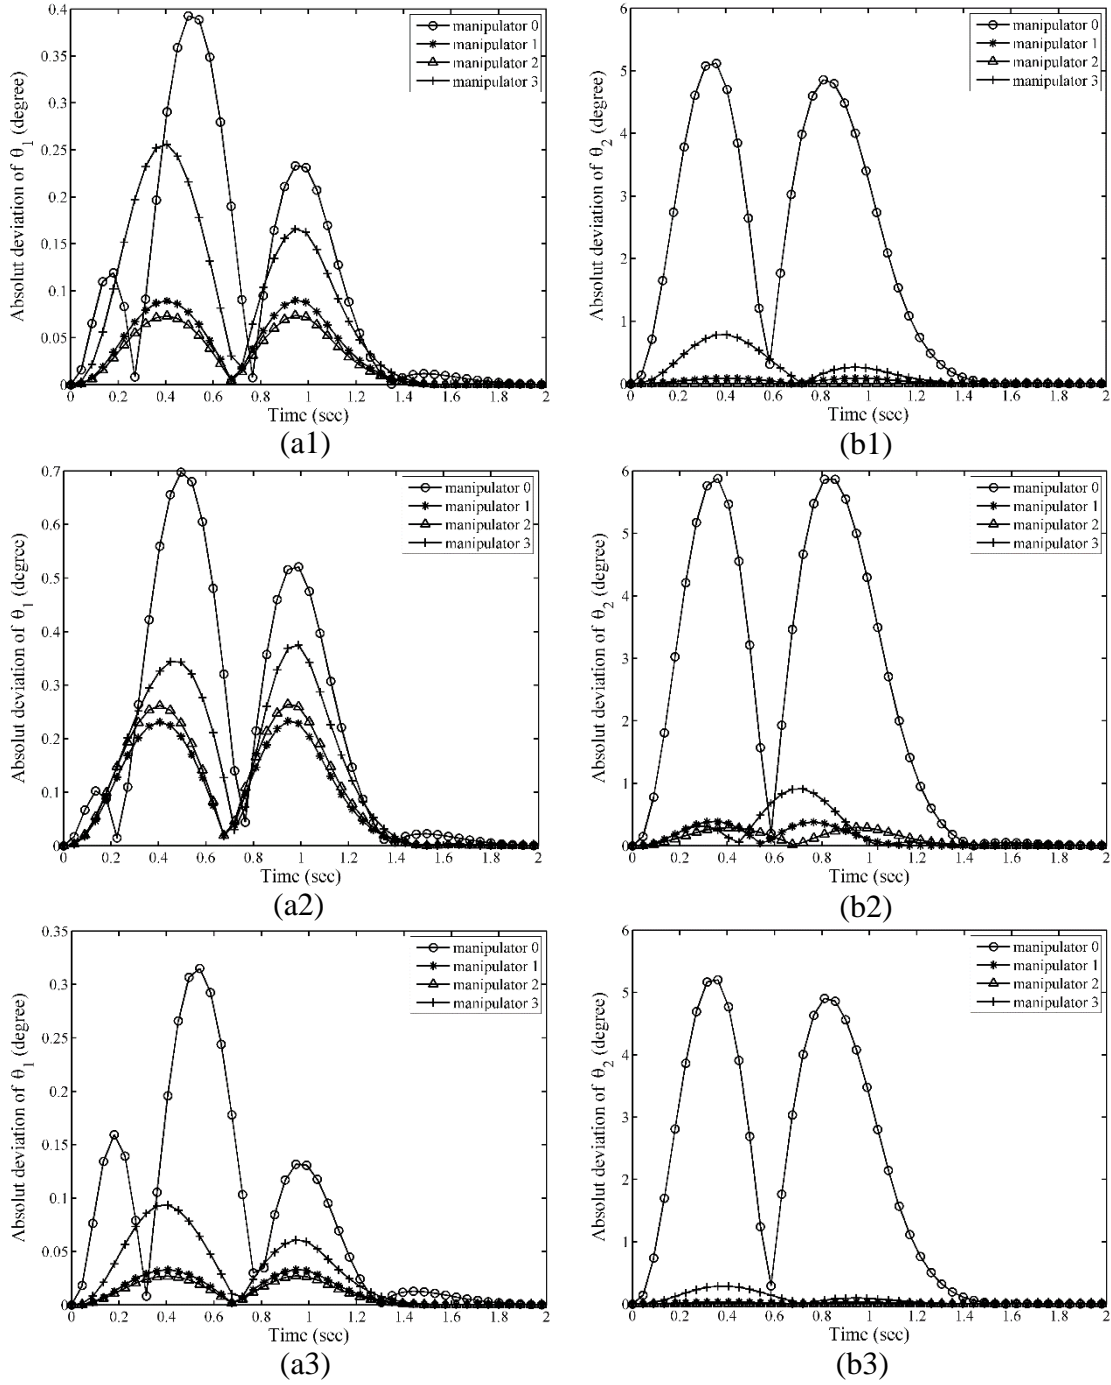 Absolut deviation of θ1 (degree)
0.4
0.35
0.3
0.25
0.2
0.15
0.1
0.05
0
manipulator 0
manipulator 1
manipulator 2
manipulator 3
0 0.2 0.4 0.6 0.8 1 1.2 1.4 1.6 1.8 2
Time (sec)
(a1)
Absolut deviation of θ2 (degree)
6
5
4
3
2
1
0
manipulator 0
manipulator 1
manipulator 2
manipulator 3
0 0.2 0.4 0.6 0.8 1 1.2 1.4 1.6 1.8 2
Time (sec)
(b1)
Absolut deviation of θ1 (degree)
0.7
0.6
0.5
0.4
0.3
0.2
0.1
0
manipulator 0
manipulator 1
manipulator 2
manipulator 3
0 0.2 0.4 0.6 0.8 1 1.2 1.4 1.6 1.8 2
Time (sec)
(a2)
Absolut deviation of θ2 (degree)
6
5
4
3
2
1
0
manipulator 0
manipulator 1
manipulator 2
manipulator 3
0 0.2 0.4 0.6 0.8 1 1.2 1.4 1.6 1.8 2
Time (sec)
(b2)
Absolut deviation of θ1 (degree)
0.35
0.3
0.25
0.2
0.15
0.1
0.05
0
manipulator 0
manipulator 1
manipulator 2
manipulator 3
0 0.2 0.4 0.6 0.8 1 1.2 1.4 1.6 1.8 2
Time (sec)
(a3)
Absolut deviation of θ2 (degree)
6
5
4
3
2
1
0
manipulator 0
manipulator 1
manipulator 2
manipulator 3
0 0.2 0.4 0.6 0.8 1 1.2 1.4 1.6 1.8 2
Time (sec)
(b3)